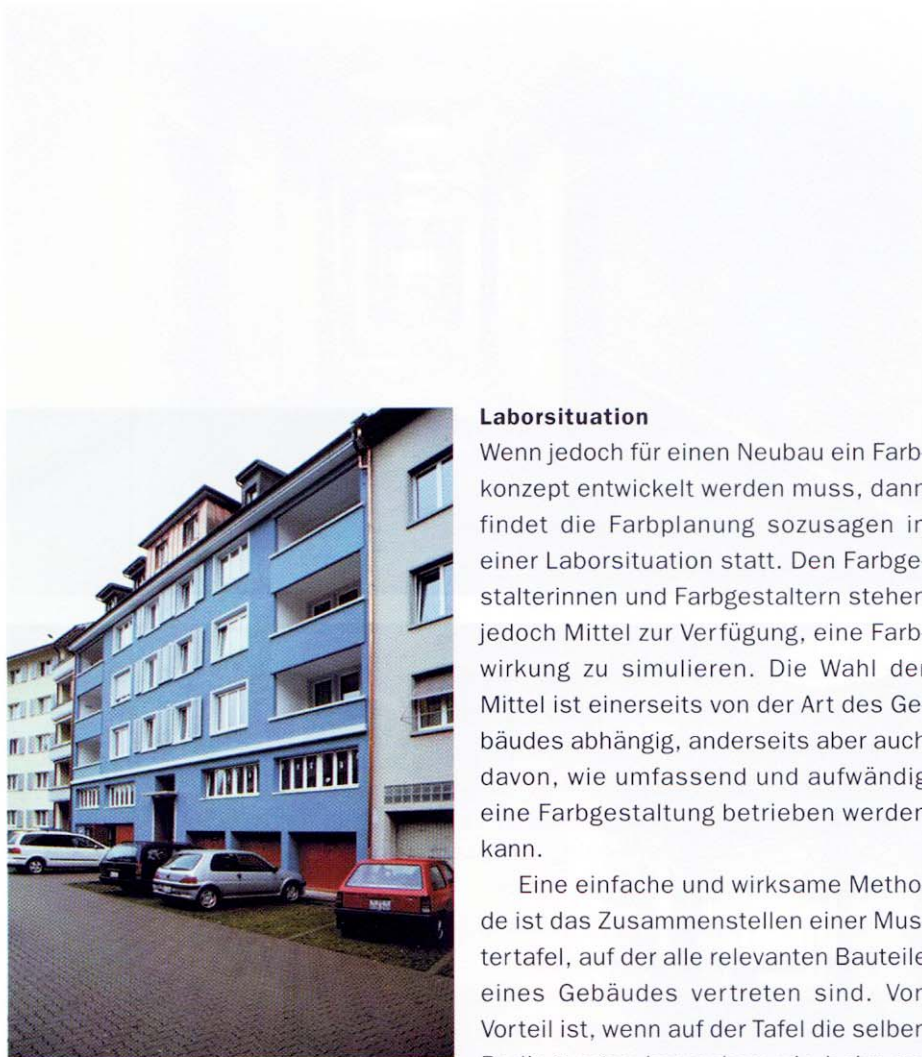 Laborsituation
Wenn jedoch für einen Neubau ein Farb
konzept entwickelt werden muss, dann
findet die Farbplanung sozusagen in
einer Laborsituation statt. Den Farbge
stalterinnen und Farbgestaltern stehen
jedoch Mittel zur Verfügung, eine Farb
wirkung zu simulieren. Die Wahl der
Mittel ist einerseits von der Art des Ge
bäudes abhängig, anderseits aber auch
davon, wie umfassend und aufwändig
eine Farbgestaltung betrieben werden
kann.
Eine einfache und wirksame Metho
de ist das Zusammenstellen einer Mus
tertafel, auf der alle relevanten Bauteile
eines Gebäudes vertreten sind. Von
Vorteil ist, wenn auf der Tafel die selben